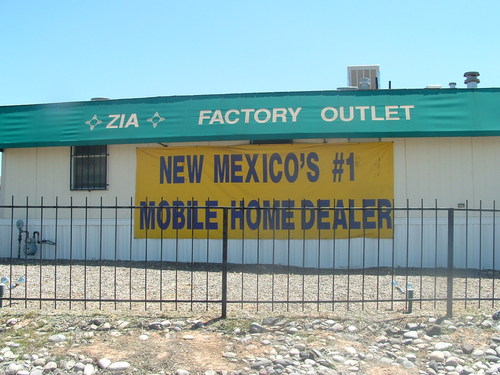 ZIA FACTORY OUTLET
NEW MEXICO'S #1
MOBILE HOME DEALER